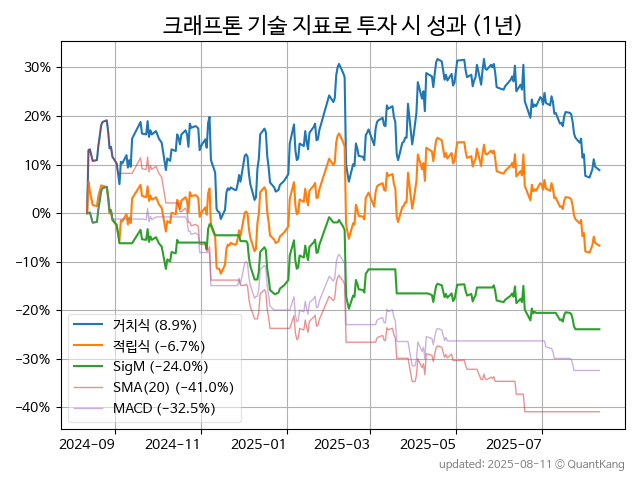 크래프톤 기술 지표로 투자 시 성과 (1년)
30%
20%
10%
0%
−10%
−20%
−30%
−40%
거치식 (8.9%)
적립식 (−6.7%)
SigM (−24.0%)
SMA(20) (−41.0%)
MACD (−32.5%)
2024-09 2024-11 2025-01 2025-03 2025-05 2025-07
updated: 2025-08-11 © QuantKang